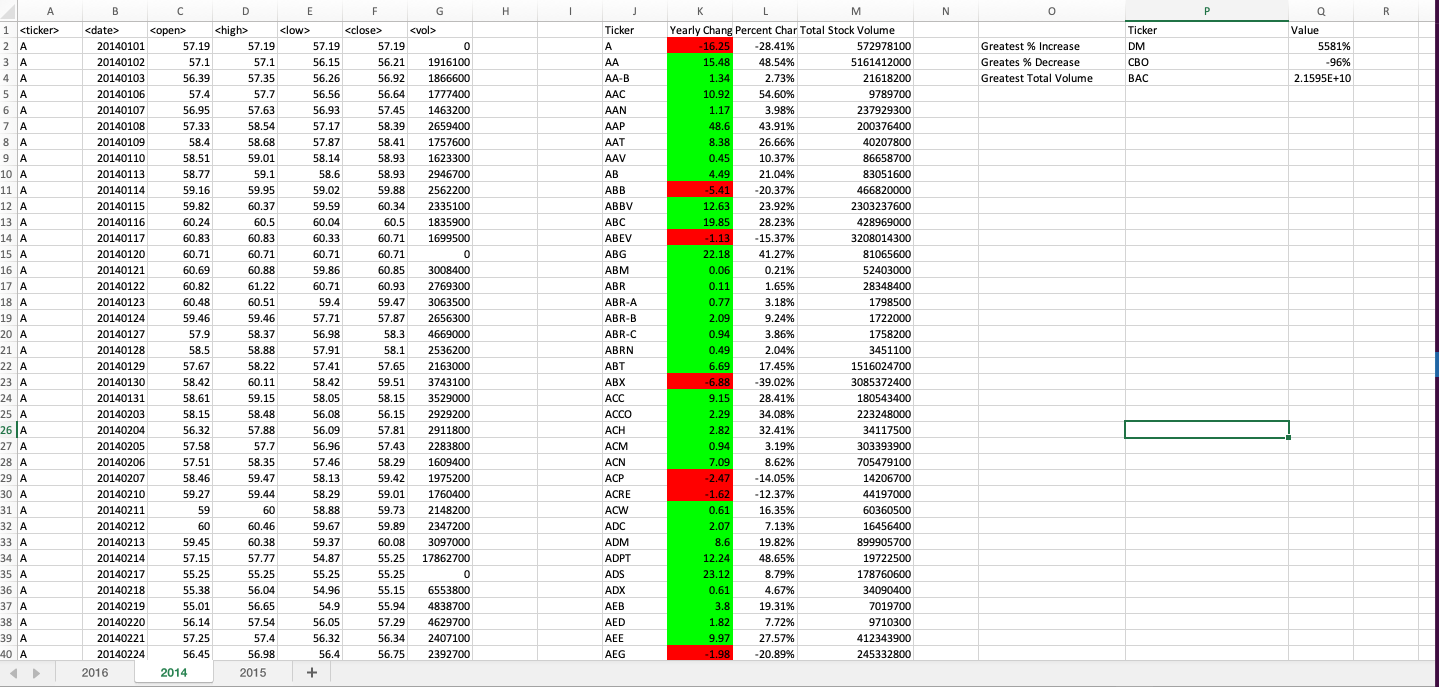 A B C D E F G H I J K L M N O P Q R
1 <ticker> <date> <open> <high> <low> <close> <vol> Ticker Yearly Chang Percent Char Total Stock Volume Ticker Value
2 A 20140101 57.19 57.19 57.19 57.19 0 A -16.25 -28.41% 572978100 Greatest % Increase DM 5581%
3 A 20140102 57.1 57.1 56.15 56.21 1916100 AA 15.48 48.54% 5161412000 Greates % Decrease CBO -96%
4 A 20140103 56.39 57.35 56.26 56.92 1866600 AA-B 1.34 2.73% 21618200 Greatest Total Volume BAC 2.1595E+10
5 A 20140106 57.4 57.7 56.56 56.64 1777400 AAC 10.92 54.60% 9789700
6 A 20140107 56.95 57.63 56.93 57.45 1463200 AAN 1.17 3.98% 237929300
7 A 20140108 57.33 58.54 57.17 58.39 2659400 AAP 48.6 43.91% 200376400
8 A 20140109 58.4 58.68 57.87 58.41 1757600 AAT 8.38 26.66% 40207800
9 A 20140110 58.51 59.01 58.14 58.93 1623300 AAV 0.45 10.37% 86658700
10 A 20140113 58.77 59.1 58.6 58.93 2946700 AB 4.49 21.04% 83051600
11 A 20140114 59.16 59.95 59.02 59.88 2562200 ABB -5.41 -20.37% 466820000
12 A 20140115 59.82 60.37 59.59 60.34 2335100 ABBV 12.63 23.92% 2303237600
13 A 20140116 60.24 60.5 60.04 60.5 1835900 ABC 19.85 28.23% 428969000
14 A 20140117 60.83 60.83 60.33 60.71 1699500 ABEV -1.13 -15.37% 3208014300
15 A 20140120 60.71 60.71 60.71 60.71 0 ABG 22.18 41.27% 81065600
16 A 20140121 60.69 60.88 59.86 60.85 3008400 ABM 0.06 0.21% 52403000
17 A 20140122 60.82 61.22 60.71 60.93 2769300 ABR 0.11 1.65% 28348400
18 A 20140123 60.48 60.51 59.4 59.47 3063500 ABR-A 0.77 3.18% 1798500
19 A 20140124 59.46 59.46 57.71 57.87 2656300 ABR-B 2.09 9.24% 1722000
20 A 20140127 57.9 58.37 56.98 58.3 4669000 ABR-C 0.94 3.86% 1758200
21 A 20140128 58.5 58.88 57.91 58.1 2536200 ABRN 0.49 2.04% 3451100
22 A 20140129 57.67 58.22 57.41 57.65 2163000 ABT 6.69 17.45% 1516024700
23 A 20140130 58.42 60.11 58.42 59.51 3743100 ABX -6.88 -39.02% 3085372400
24 A 20140131 58.61 59.15 58.05 58.15 3529000 ACC 9.15 28.41% 180543400
25 A 20140203 58.15 58.48 56.08 56.15 2929200 ACCO 2.29 34.08% 223248000
26 A 20140204 56.32 57.88 56.09 57.81 2911800 ACH 2.82 32.41% 34117500
27 A 20140205 57.58 57.7 56.96 57.43 2283800 ACM 0.94 3.19% 303393900
28 A 20140206 57.51 58.35 57.46 58.29 1609400 ACN 7.09 8.62% 705479100
29 A 20140207 58.46 59.47 58.13 59.42 1975200 ACP -2.47 -14.05% 14206700
30 A 20140210 59.27 59.44 58.29 59.01 1760400 ACRE -1.62 -12.37% 44197000
31 A 20140211 59 60 58.88 59.73 2148200 ACW 0.61 16.35% 60360500
32 A 20140212 60 60.46 59.67 59.89 2347200 ADC 2.07 7.13% 16456400
33 A 20140213 59.45 60.38 59.37 60.08 3097000 ADM 8.6 19.82% 899905700
34 A 20140214 57.15 57.77 54.87 55.25 17862700 ADPT 12.24 48.65% 19722500
35 A 20140217 55.25 55.25 55.25 55.25 0 ADS 23.12 8.79% 178760600
36 A 20140218 55.38 56.04 54.96 55.15 6553800 ADX 0.61 4.67% 34090400
37 A 20140219 55.01 56.65 54.9 55.94 4838700 AEB 3.8 19.31% 7019700
38 A 20140220 56.14 57.54 56.05 57.29 4629700 AED 1.82 7.72% 9710300
39 A 20140221 57.25 57.4 56.32 56.34 2407100 AEE 9.97 27.57% 412343900
40 A 20140224 56.45 56.98 56.4 56.75 2392700 AEG -1.98 -20.89% 245332800
2016 2014 2015 +